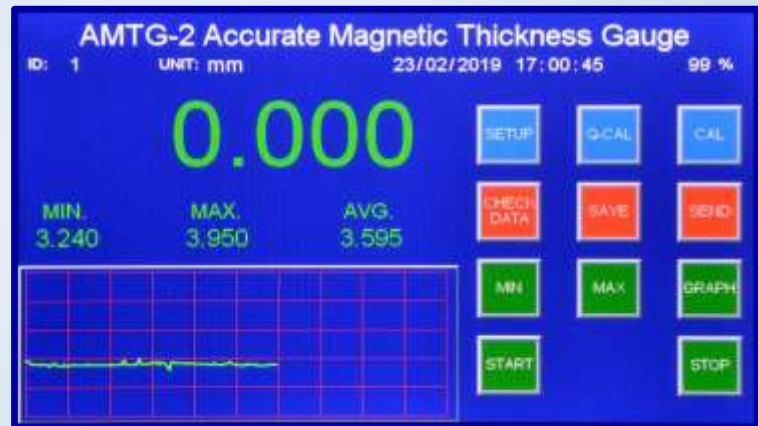 AMTG-2 Accurate Magnetic Thickness Gauge
ID: 1 UNIT: mm 23/02/2019 17:00:45 99 %
0.000
SETUP Q-CAL CAL
MIN. MAX. AVG.
3.240 3.950 3.595
CHECK DATA SAVE SEND
MIN MAX GRAPH
START STOP